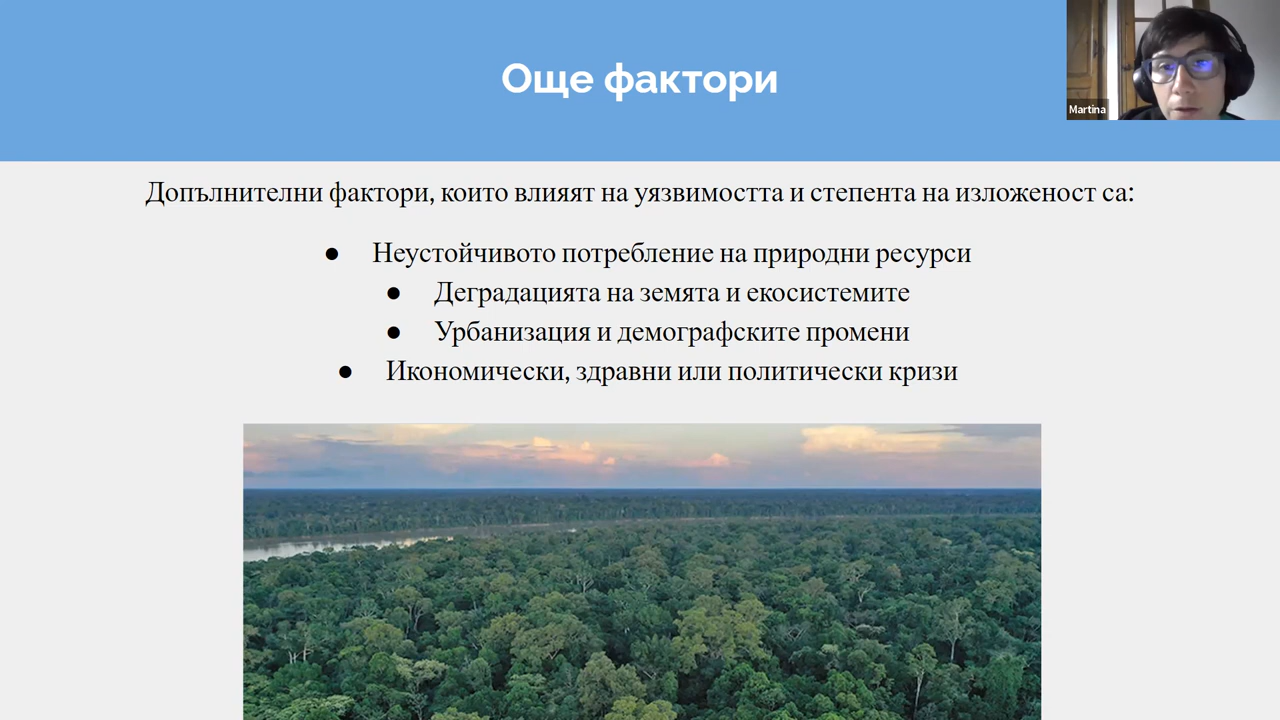 Още фактори
Martina
Допълнителни фактори, които влияят на уязвимостта и степента на изложеност са:
● Неустойчивото потребление на природни ресурси
● Деградацията на земята и екосистемите
● Урбанизация и демографските промени
● Икономически, здравни или политически кризи